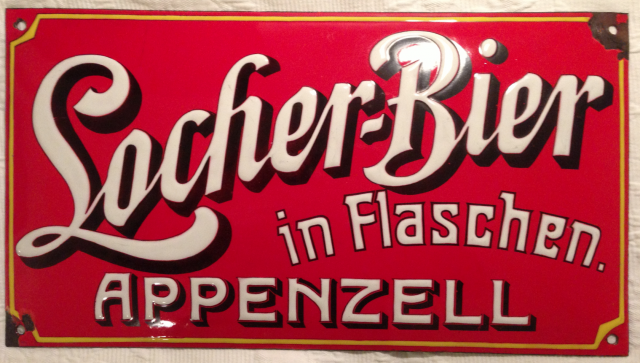 Locher-Bier
in Flaschen.
APPENZELL